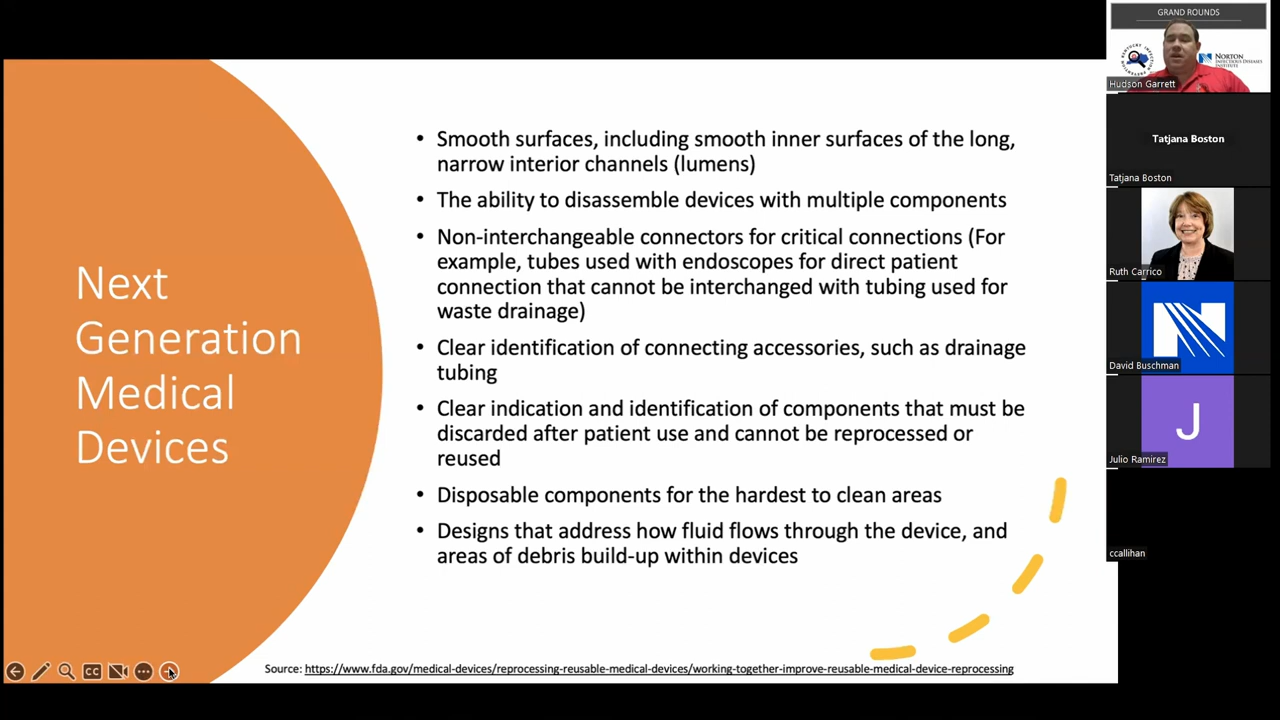 Next
Generation
Medical
Devices
• Smooth surfaces, including smooth inner surfaces of the long,
narrow interior channels (lumens)
• The ability to disassemble devices with multiple components
• Non-interchangeable connectors for critical connections (For
example, tubes used with endoscopes for direct patient
connection that cannot be interchanged with tubing used for
waste drainage)
• Clear identification of connecting accessories, such as drainage
tubing
• Clear indication and identification of components that must be
discarded after patient use and cannot be reprocessed or
reused
• Disposable components for the hardest to clean areas
• Designs that address how fluid flows through the device, and
areas of debris build-up within devices
Source: https://www.fda.gov/medical-devices/reprocessing-reusable-medical-devices/working-together-improve-reusable-medical-device-reprocessing
CC
GRAND ROUNDS
NORTON
INFECTIOUS DISEASES
INSTITUTE
Hudson Garrett
Tatjana Boston
Tatjana Boston
Ruth Carrico
David Buschman
J
Julio Ramirez
ccallihan